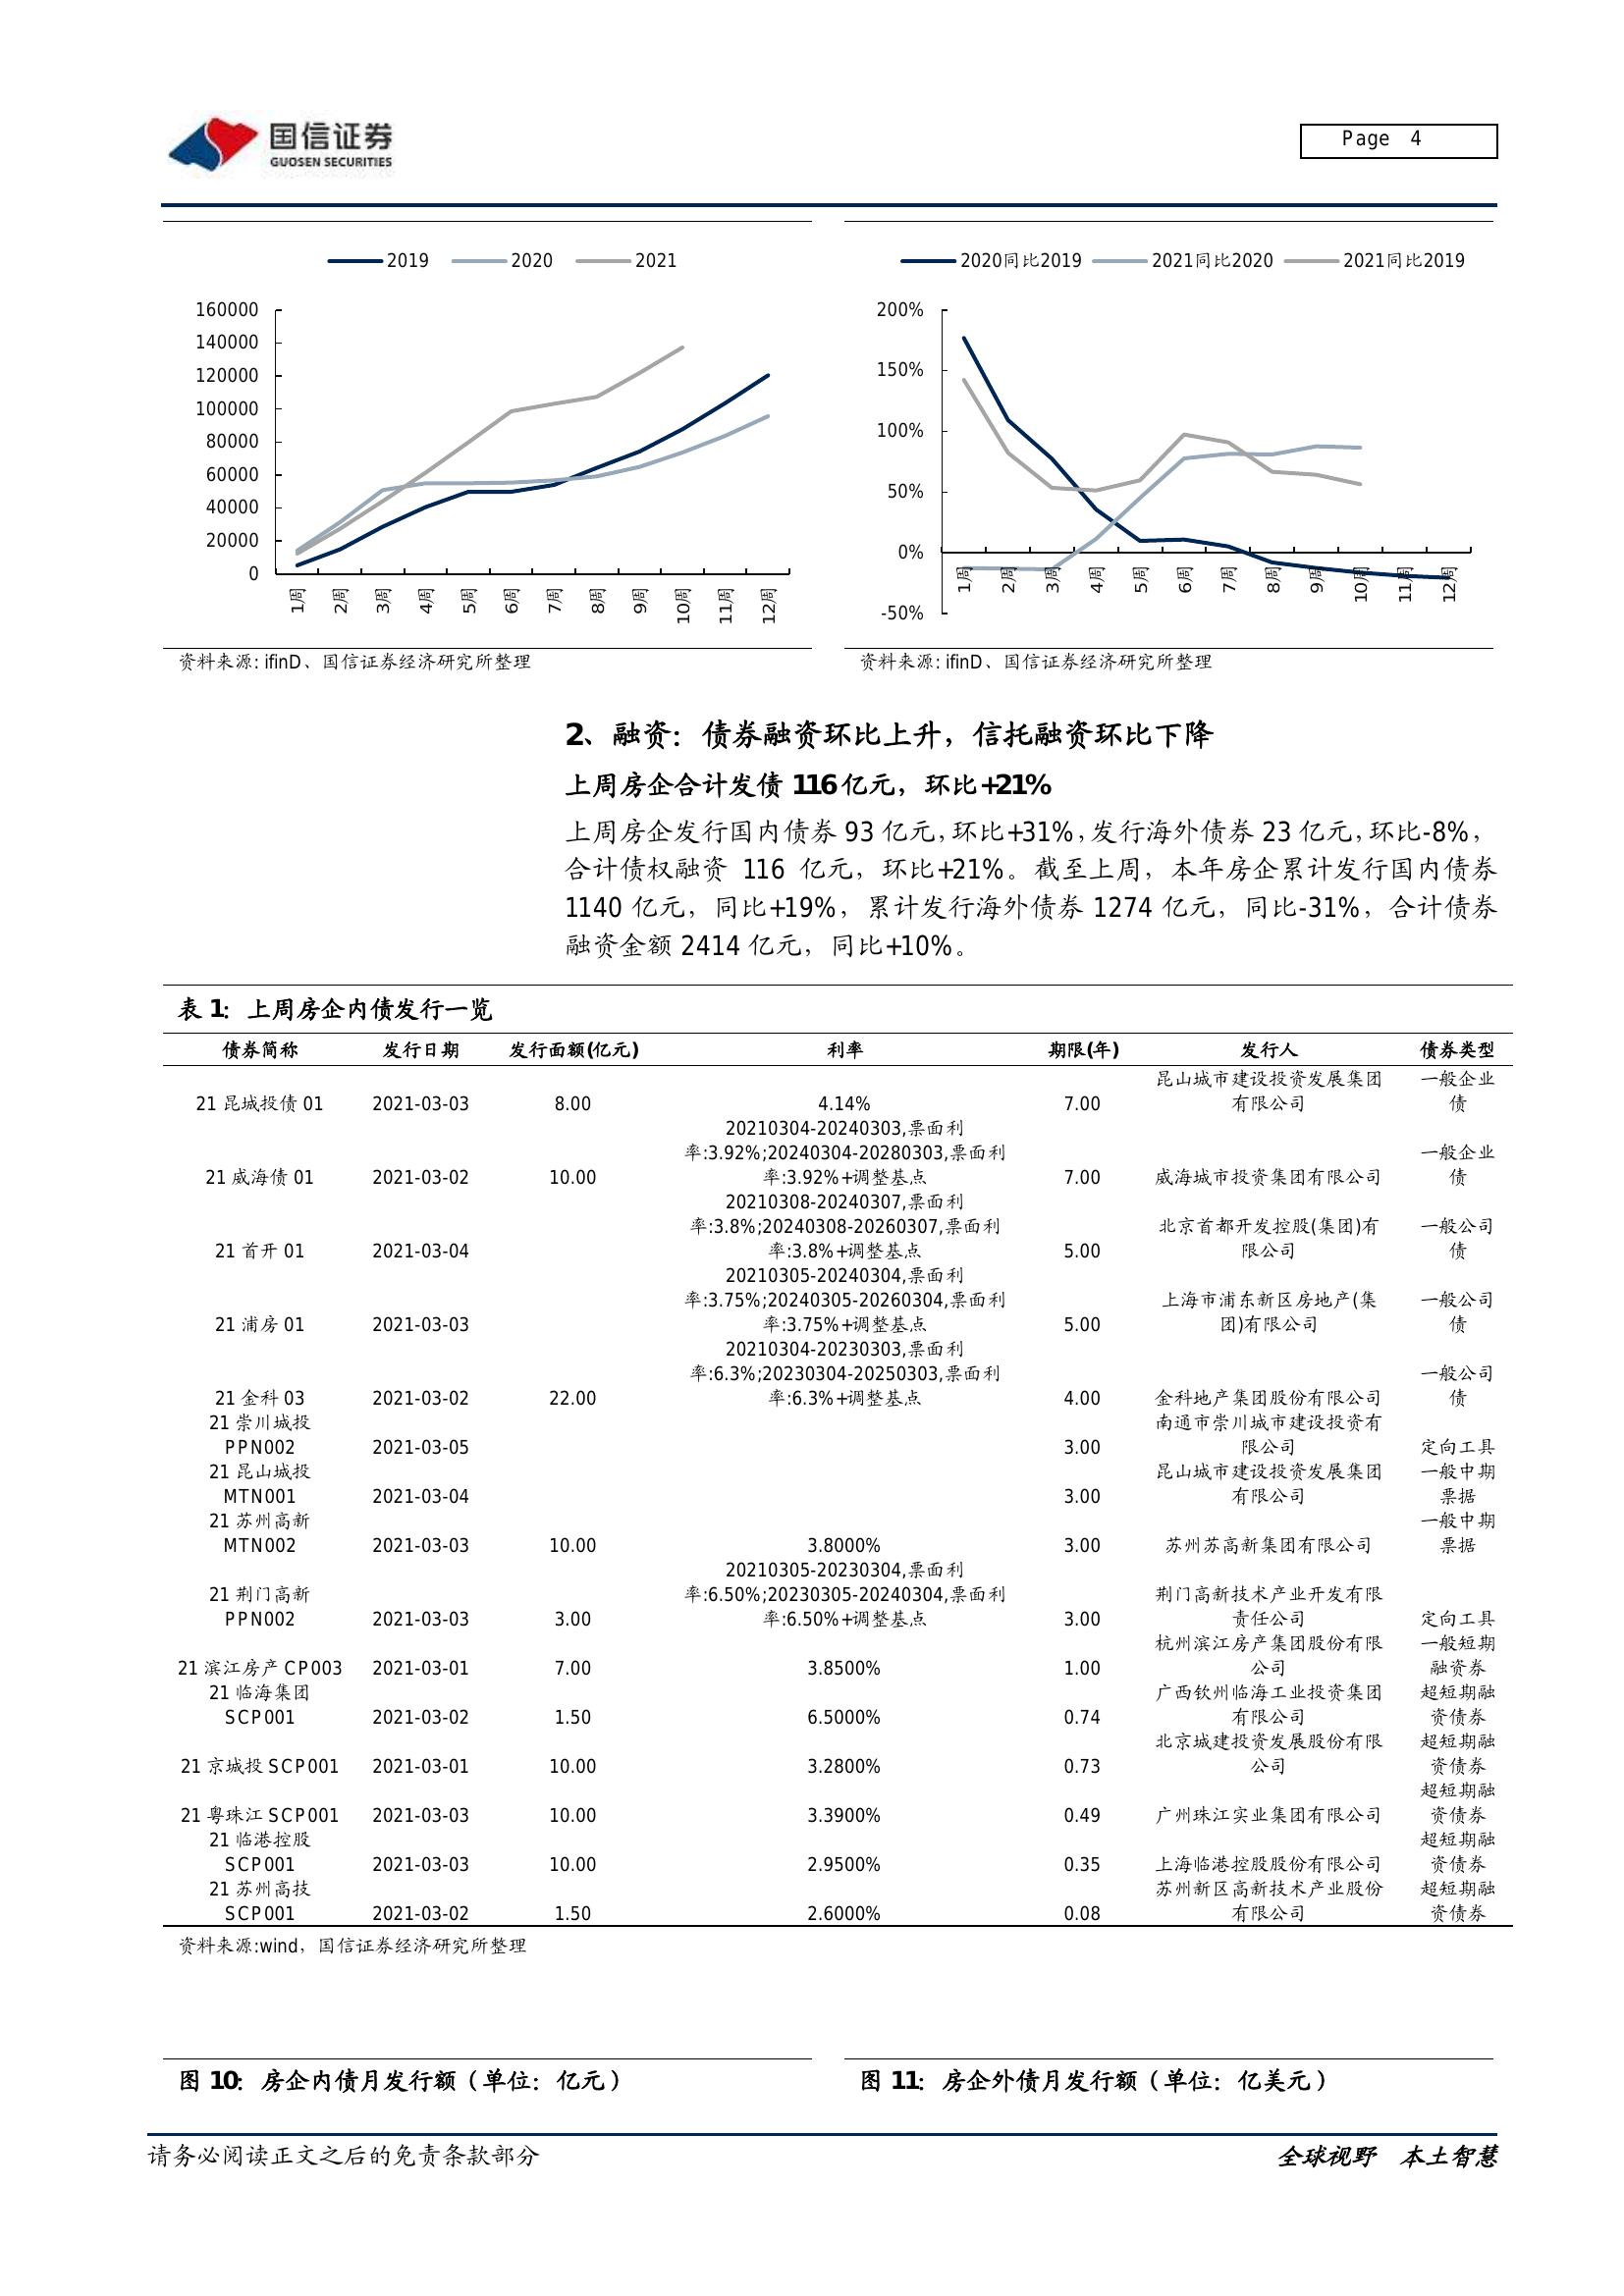 国信证券
GUOSEN SECURITIES
Page 4
2019 2020 2021
160000
140000
120000
100000
80000
60000
40000
20000
0
1周 2周 3周 4周 5周 6周 7周 8周 9周 10周 11周 12周
资料来源: ifinD、国信证券经济研究所整理
2020同比2019 2021同比2020 2021同比2019
200%
150%
100%
50%
0%
-50%
1周 2周 3周 4周 5周 6周 7周 8周 9周 10周 11周 12周
资料来源: ifinD、国信证券经济研究所整理
2、融资：债券融资环比上升，信托融资环比下降
上周房企合计发债 116 亿元，环比+21%
上周房企发行国内债券 93 亿元，环比+31%，发行海外债券 23 亿元，环比-8%，
合计债权融资 116 亿元，环比+21%。截至上周，本年房企累计发行国内债券
1140 亿元，同比+19%，累计发行海外债券 1274 亿元，同比-31%，合计债券
融资金额 2414 亿元，同比+10%。
表 1：上周房企内债发行一览
债券简称 发行日期 发行面额(亿元) 利率 期限(年) 发行人 债券类型
昆山城市建设投资发展集团 一般企业
21 昆城投债 01 2021-03-03 8.00 4.14% 7.00 有限公司 债
20210304-20240303,票面利
率:3.92%;20240304-20280303,票面利 一般企业
21 威海债 01 2021-03-02 10.00 率:3.92%+调整基点 7.00 威海城市投资集团有限公司 债
20210308-20240307,票面利
率:3.8%;20240308-20260307,票面利 北京首都开发控股(集团)有 一般公司
21 首开 01 2021-03-04 率:3.8%+调整基点 5.00 限公司 债
20210305-20240304,票面利
率:3.75%;20240305-20260304,票面利 上海市浦东新区房地产(集 一般公司
21 浦房 01 2021-03-03 率:3.75%+调整基点 5.00 团)有限公司 债
20210304-20230303,票面利
率:6.3%;20230304-20250303,票面利 一般公司
21 金科 03 2021-03-02 22.00 率:6.3%+调整基点 4.00 金科地产集团股份有限公司 债
21 崇川城投 南通市崇川城市建设投资有
PPN002 2021-03-05 3.00 限公司 定向工具
21 昆山城投 昆山城市建设投资发展集团 一般中期
MTN001 2021-03-04 3.00 有限公司 票据
21 苏州高新 一般中期
MTN002 2021-03-03 10.00 3.8000% 3.00 苏州苏高新集团有限公司 票据
20210305-20230304,票面利
21 荆门高新 率:6.50%;20230305-20240304,票面利 荆门高新技术产业开发有限
PPN002 2021-03-03 3.00 率:6.50%+调整基点 3.00 责任公司 定向工具
杭州滨江房产集团股份有限 一般短期
21 滨江房产 CP003 2021-03-01 7.00 3.8500% 1.00 公司 融资券
21 临海集团 广西钦州临海工业投资集团 超短期融
SCP001 2021-03-02 1.50 6.5000% 0.74 有限公司 资债券
北京城建投资发展股份有限 超短期融
21 京城投 SCP001 2021-03-01 10.00 3.2800% 0.73 公司 资债券
超短期融
21 粤珠江 SCP001 2021-03-03 10.00 3.3900% 0.49 广州珠江实业集团有限公司 资债券
21 临港控股 超短期融
SCP001 2021-03-03 10.00 2.9500% 0.35 上海临港控股股份有限公司 资债券
21 苏州高技 苏州新区高新技术产业股份 超短期融
SCP001 2021-03-02 1.50 2.6000% 0.08 有限公司 资债券
资料来源:wind，国信证券经济研究所整理
图 10：房企内债月发行额（单位：亿元）
图 11：房企外债月发行额（单位：亿美元）
请务必阅读正文之后的免责条款部分
全球视野 本土智慧